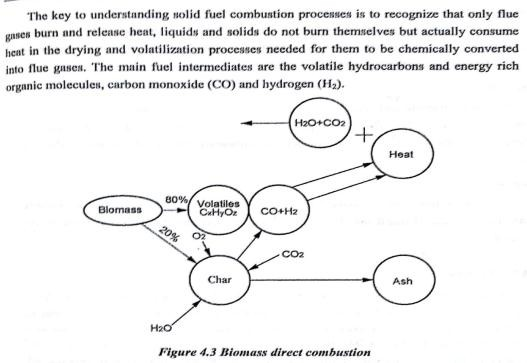 The key to understanding solid fuel combustion processes is to recognize that only flue
gases burn and release heat, liquids and solids do not burn themselves but actually consume
heat in the drying and volatilization processes needed for them to be chemically converted
into flue gases. The main fuel intermediates are the volatile hydrocarbons and energy rich
organic molecules, carbon monoxide (CO) and hydrogen (H₂).
H2O+CO2
+
Heat
Biomass
80%
Volatiles
CxHyOz
CO+H2
20%
O2
CO2
Char
Ash
H2O
Figure 4.3 Biomass direct combustion